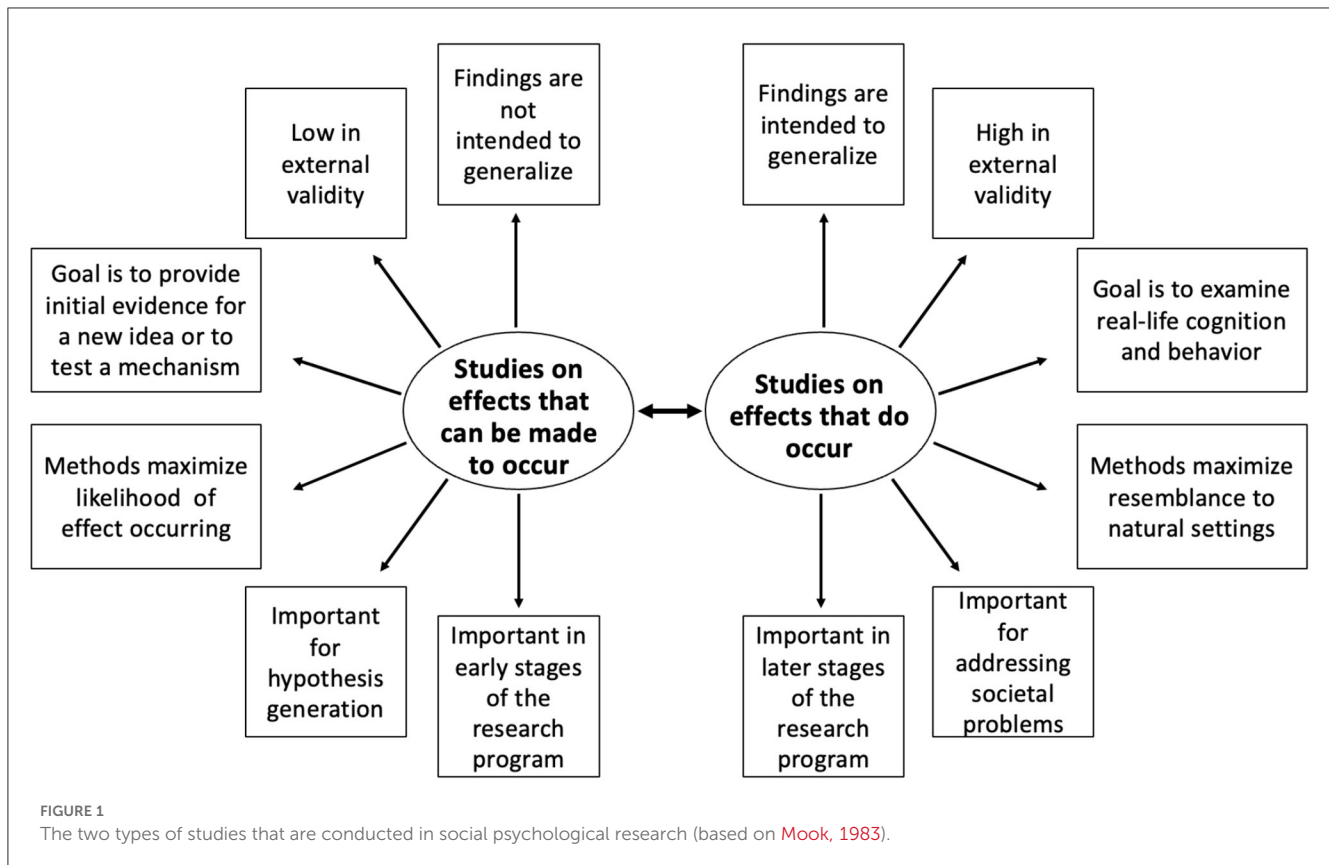 Findings are
not
intended to
generalize
Low in
external
validity
Goal is to provide
initial evidence for
a new idea or to
test a mechanism
Methods maximize
likelihood of
effect occurring
Important
for
hypothesis
generation
Important in
early stages
of the
research
program
Studies on
effects that
can be made
to occur
Studies on
effects that do
occur
Findings are
intended to
generalize
High in
external
validity
Goal is to examine
real-life cognition
and behavior
Methods maximize
resemblance to
natural settings
Important
for
addressing
societal
problems
Important in
later stages
of the
research
program
FIGURE 1
The two types of studies that are conducted in social psychological research (based on Mook, 1983).